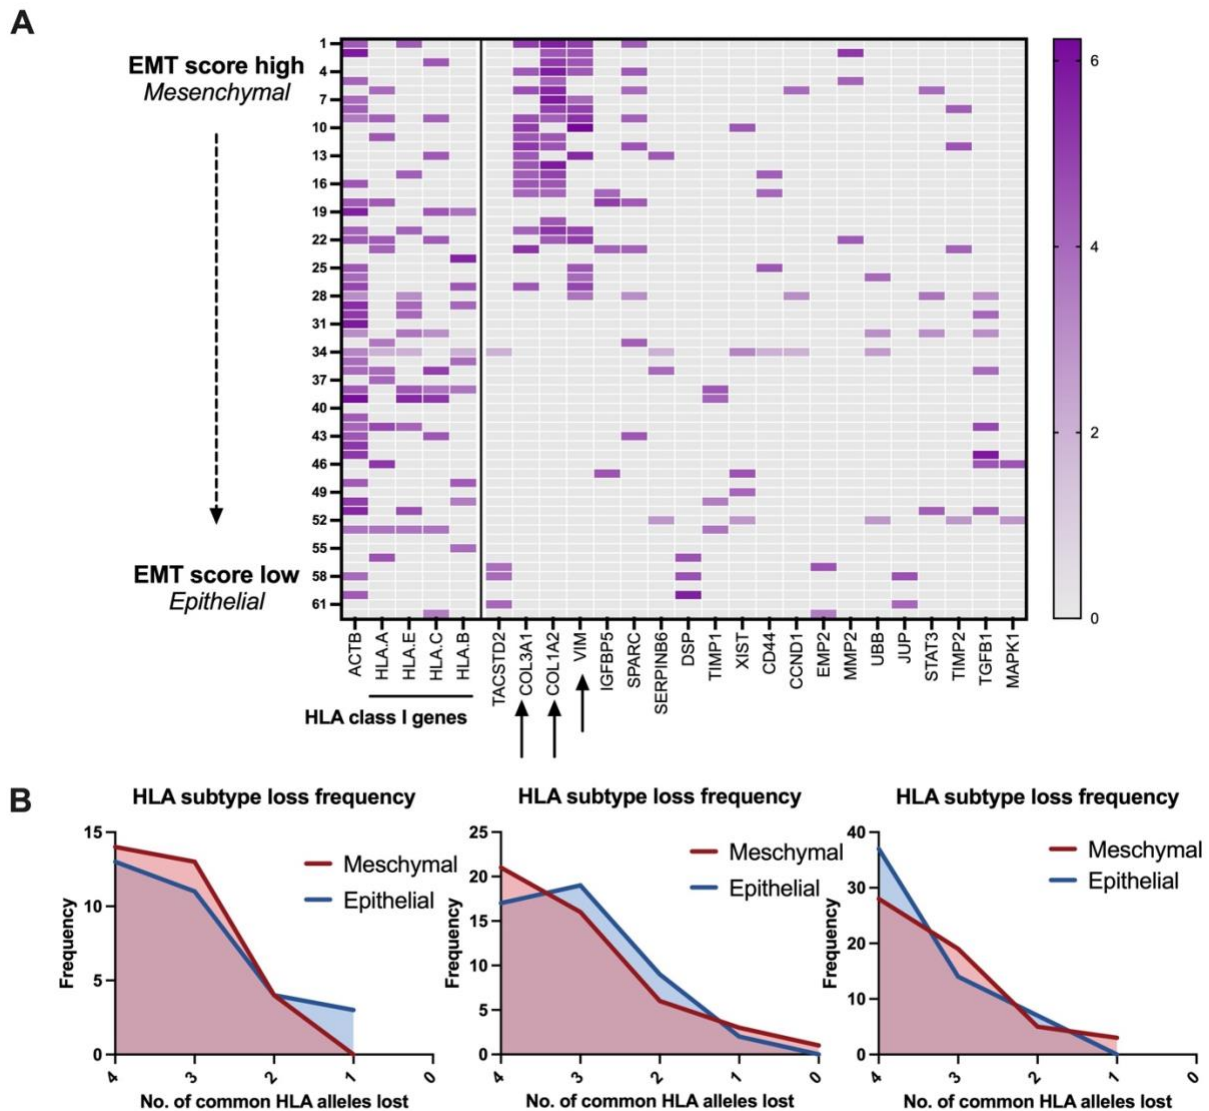 A
EMT score high
Mesenchymal
EMT score low
Epithelial
1
4
7
10
13
16
19
22
25
28
31
34
37
40
43
46
49
52
55
58
61
6
4
2
0
ACTB
HLA.A
HLA.E
HLA.C
HLA.B
TACSTD2
COL3A1
COL1A2
VIM
IGFBP5
SPARC
SERPINB6
DSP
TIMP1
XIST
CD44
CCND1
EMP2
MMP2
UBB
JUP
STAT3
TIMP2
TGFB1
MAPK1
HLA class I genes
B
HLA subtype loss frequency
15
10
5
0
Frequency
Meschymal
Epithelial
4
3
2
1
0
No. of common HLA alleles lost
HLA subtype loss frequency
25
20
15
10
5
0
Frequency
Meschymal
Epithelial
4
3
2
1
0
No. of common HLA alleles lost
HLA subtype loss frequency
40
30
20
10
0
Frequency
Meschymal
Epithelial
4
3
2
1
0
No. of common HLA alleles lost